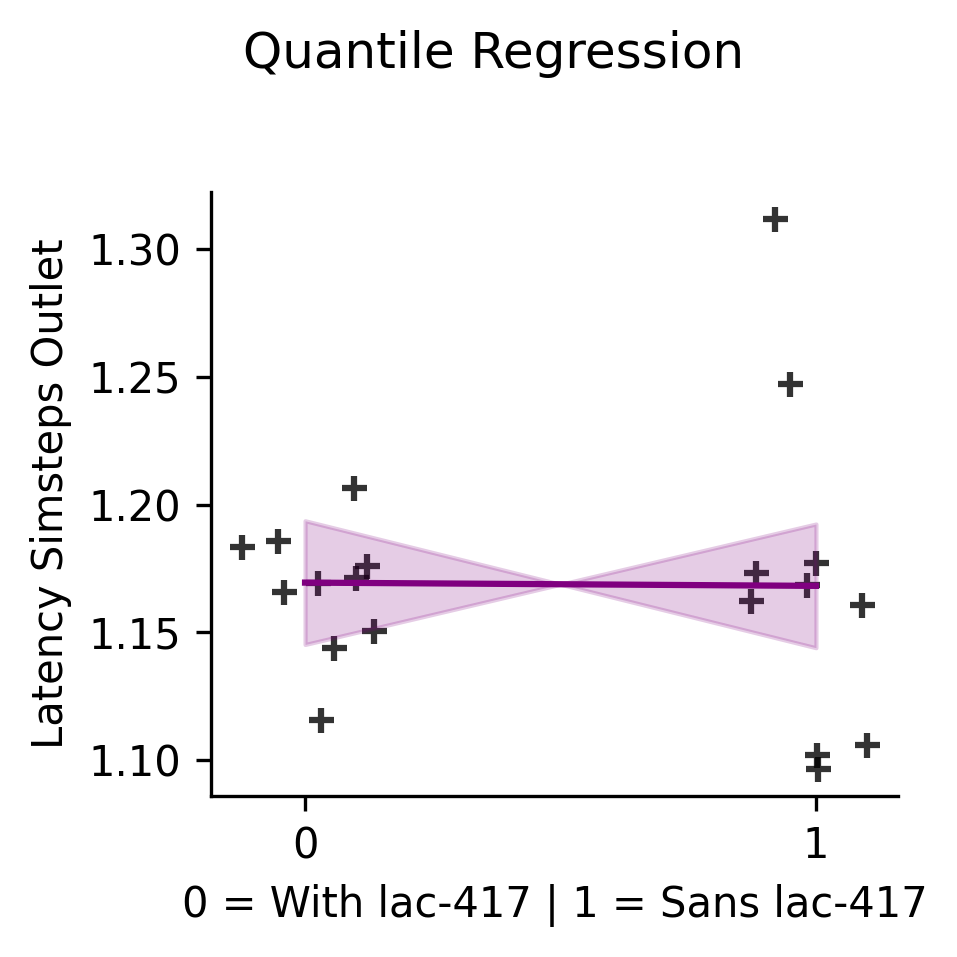 Quantile Regression
Latency Simsteps Outlet
1.30
1.25
1.20
1.15
1.10
0
1
0 = With lac-417 | 1 = Sans lac-417